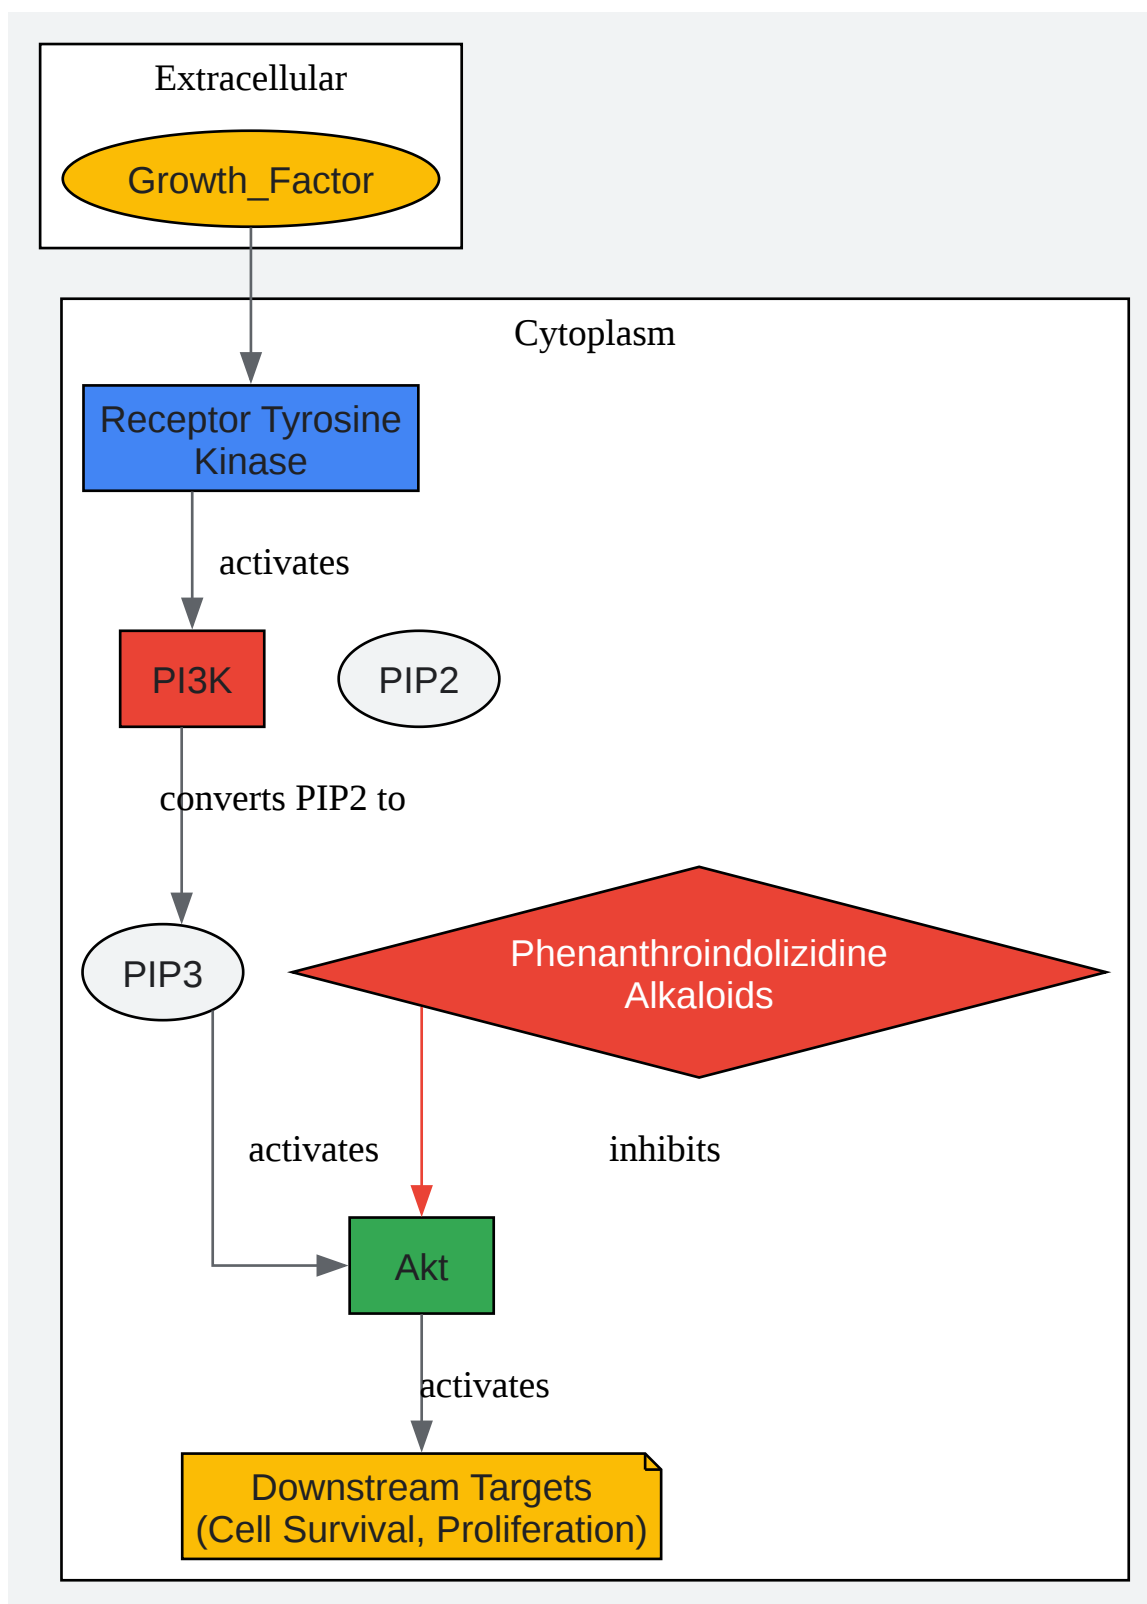 Extracellular
Growth_Factor
Cytoplasm
Receptor Tyrosine
Kinase
activates
PI3K
PIP2
converts PIP2 to
PIP3
Phenanthroindolizidine
Alkaloids
activates
inhibits
Akt
activates
Downstream Targets
(Cell Survival, Proliferation)